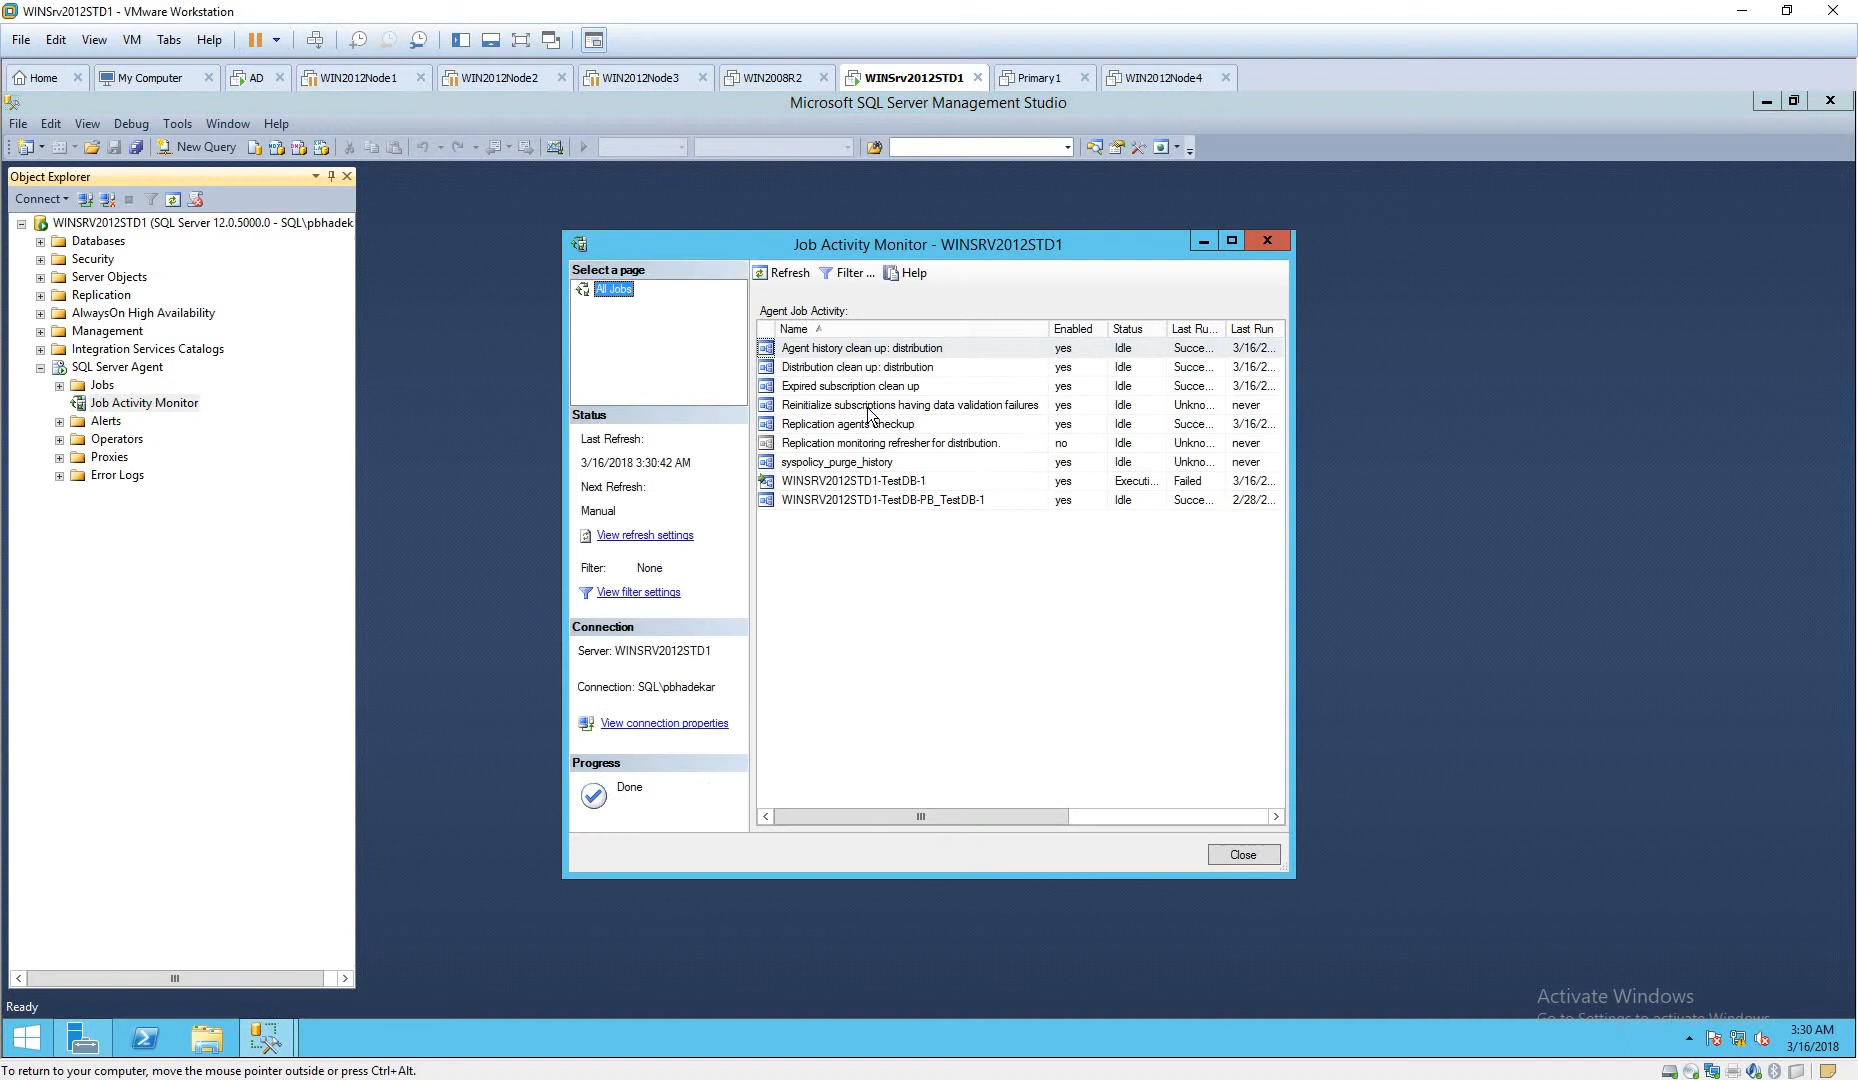 WINSrv2012STD1 - VMware Workstation
File Edit View VM Tabs Help
Home My Computer AD WIN2012Node1 WIN2012Node2 WIN2012Node3 WIN2008R2 WINSrv2012STD1 Primary1 WIN2012Node4
Microsoft SQL Server Management Studio
File Edit View Debug Tools Window Help
New Query
Object Explorer
Connect
WINSRV2012STD1 (SQL Server 12.0.5000.0 - SQL\pbhadek
Databases
Security
Server Objects
Replication
AlwaysOn High Availability
Management
Integration Services Catalogs
SQL Server Agent
Jobs
Job Activity Monitor
Alerts
Operators
Proxies
Error Logs
Job Activity Monitor - WINSRV2012STD1
Select a page
All Jobs
Status
Last Refresh:
3/16/2018 3:30:42 AM
Next Refresh:
Manual
View refresh settings
Filter: None
View filter settings
Connection
Server: WINSRV2012STD1
Connection: SQL\pbhadekar
View connection properties
Progress
Done
Refresh Filter ... Help
Agent Job Activity:
Name Enabled Status Last Ru... Last Run
Agent history clean up: distribution yes Idle Succe... 3/16/2...
Distribution clean up: distribution yes Idle Succe... 3/16/2...
Expired subscription clean up yes Idle Succe... 3/16/2...
Reinitialize subscriptions having data validation failures yes Idle Unkno... never
Replication agents checkup yes Idle Succe... 3/16/2...
Replication monitoring refresher for distribution. no Idle Unkno... never
syspolicy_purge_history yes Idle Unkno... never
WINSRV2012STD1-TestDB-1 yes Executi... Failed 3/16/2...
WINSRV2012STD1-TestDB-PB_TestDB-1 yes Idle Succe... 2/28/2...
Close
Ready
Activate Windows
Go to Settings to activate Windows.
3:30 AM
3/16/2018
To return to your computer, move the mouse pointer outside or press Ctrl+Alt.